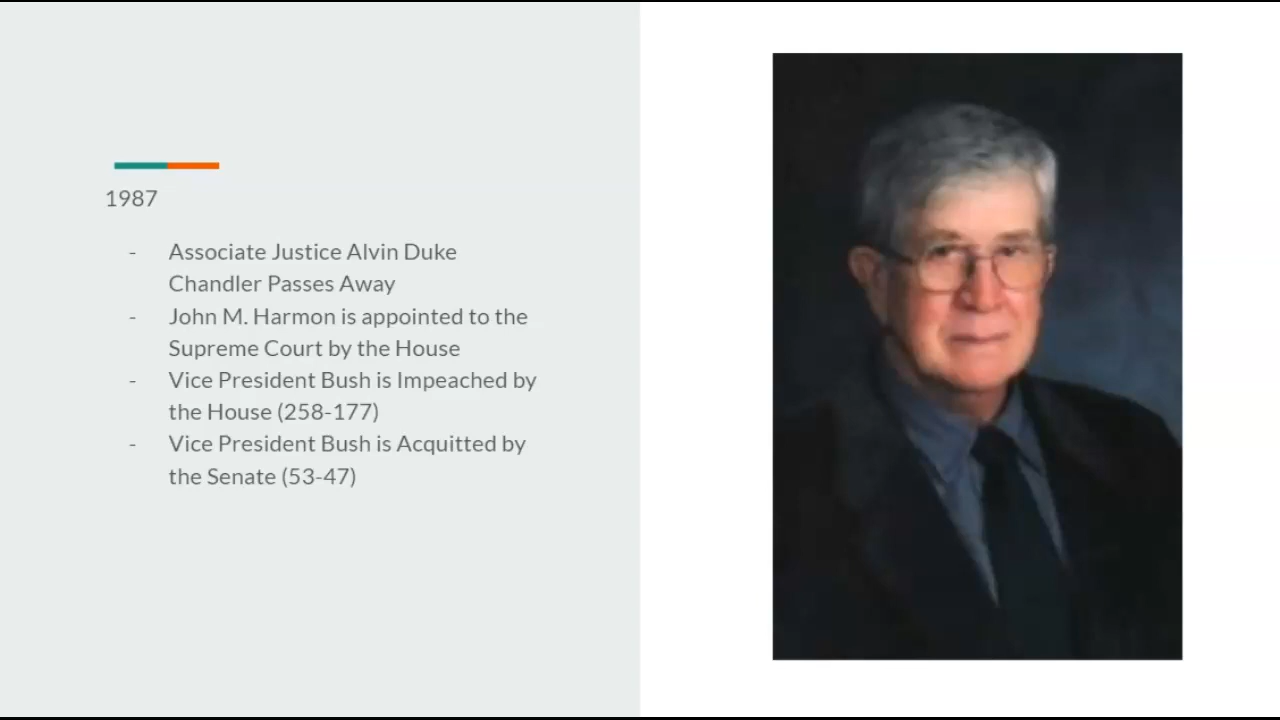 1987
- Associate Justice Alvin Duke
Chandler Passes Away
- John M. Harmon is appointed to the
Supreme Court by the House
- Vice President Bush is Impeached by
the House (258-177)
- Vice President Bush is Acquitted by
the Senate (53-47)